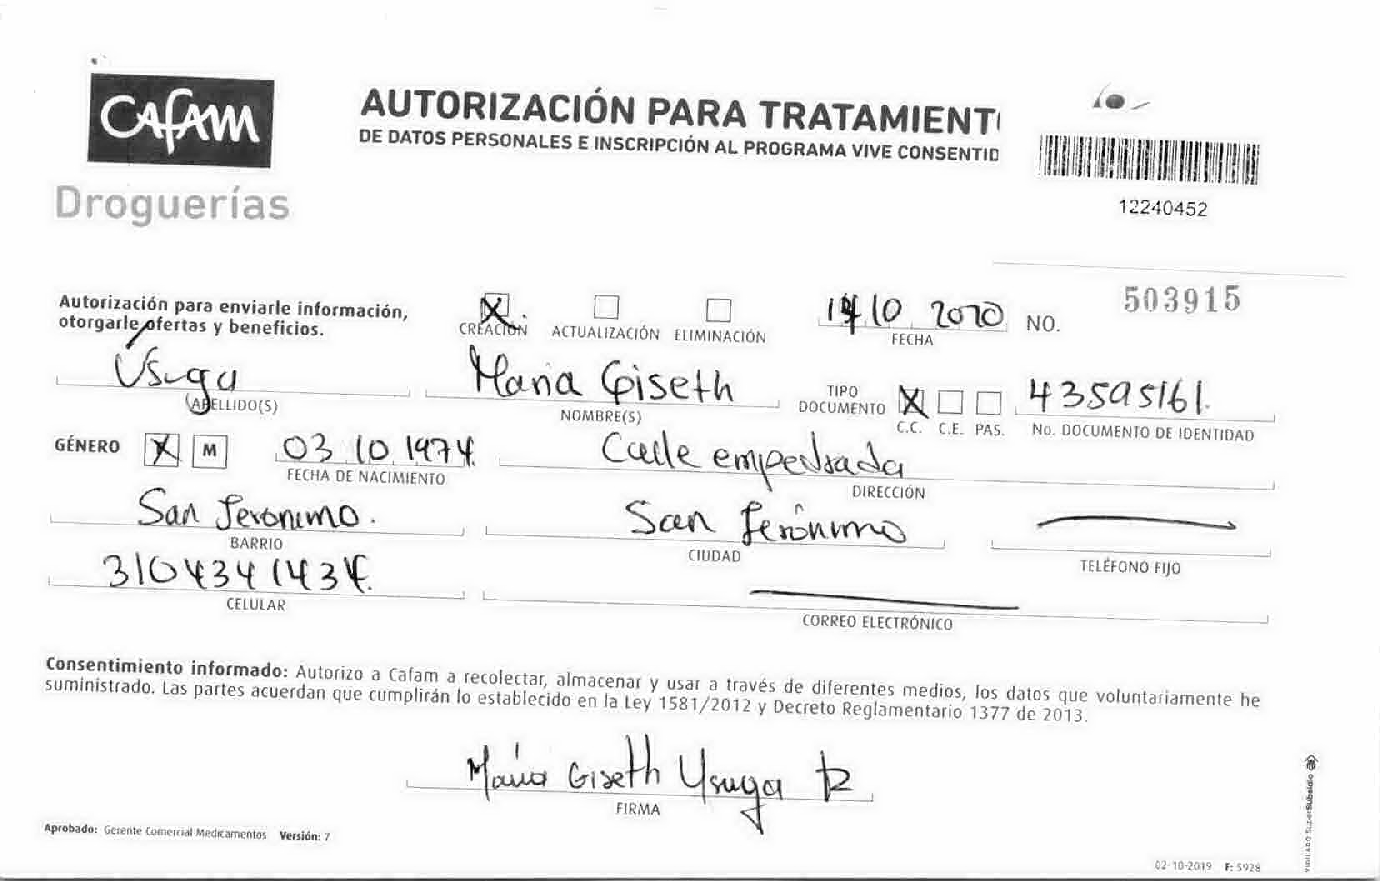 CAFAM
Droguerías
AUTORIZACIÓN PARA TRATAMIENT
DE DATOS PERSONALES E INSCRIPCIÓN AL PROGRAMA VIVE CONSENTID
12240452
Autorización para enviarle información,
otorgarle ofertas y beneficios.
X CREACIÓN ACTUALIZACIÓN ELIMINACIÓN
10 2020
FECHA
NO. 503915
Úsuga
APELLIDO(S)
Maria Giseth
NOMBRE(S)
TIPO
DOCUMENTO
X
C.C. C.E. PAS.
43595161.
No. DOCUMENTO DE IDENTIDAD
GÉNERO X M
03 10 1974.
FECHA DE NACIMIENTO
Calle empedrada
DIRECCIÓN
San Jeronimo.
BARRIO
San Jerónimo
CIUDAD
TELÉFONO FIJO
3104341434.
CELULAR
CORREO ELECTRÓNICO
Consentimiento informado: Autorizo a Cafam a recolectar, almacenar y usar a través de diferentes medios, los datos que voluntariamente he
suministrado. Las partes acuerdan que cumplirán lo establecido en la Ley 1581/2012 y Decreto Reglamentario 1377 de 2013.
Maria Giseth Usuga
FIRMA
Aprobado: Gerente Comercial Medicamentos Versión: 7
02-10-2019 F: 5928
VIGILADO SuperSubsidio